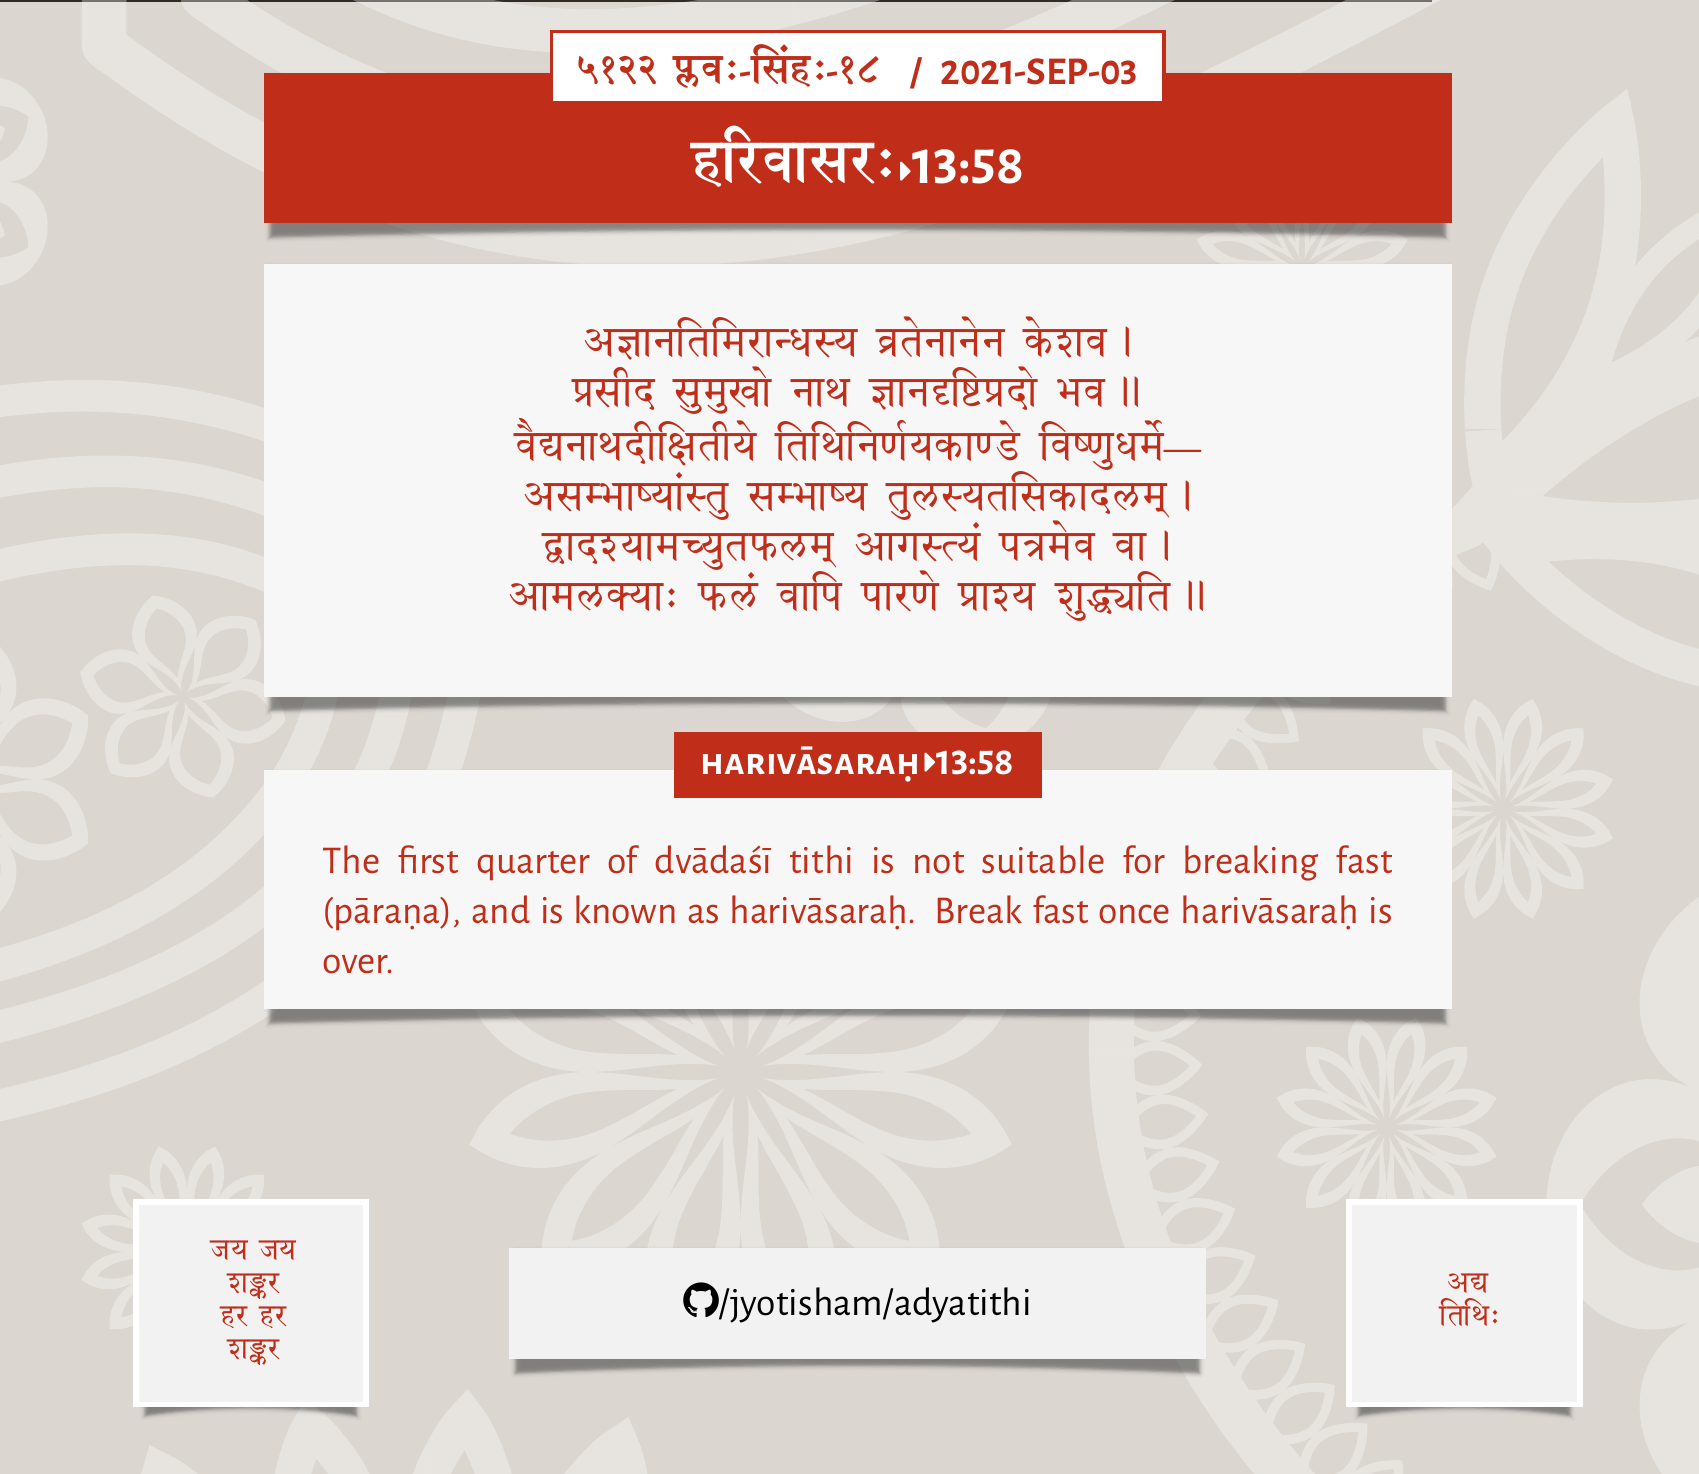 ५१२२ प्लवः-सिंहः-१८ / 2021-SEP-03
हरिवासरः▸13:58
अज्ञानतिमिरान्धस्य व्रतेनानेन केशव।
प्रसीद सुमुखो नाथ ज्ञानदृष्टिप्रदो भव॥
वैद्यनाथदीक्षितीये तिथिनिर्णयकाण्डे विष्णुधर्मे—
असम्भाष्यांस्तु सम्भाष्य तुलस्यतसिकादलम्।
द्वादश्यामच्युतफलम् आगस्त्यं पत्रमेव वा।
आमलक्याः फलं वापि पारणे प्राश्य शुद्ध्यति॥
HARIVĀSARAḤ▸13:58
The first quarter of dvādaśī tithi is not suitable for breaking fast
(pāraṇa), and is known as harivāsaraḥ. Break fast once harivāsaraḥ is
over.
जय जय
शङ्कर
हर हर
शङ्कर
/jyotisham/adyatithi
अद्य
तिथिः